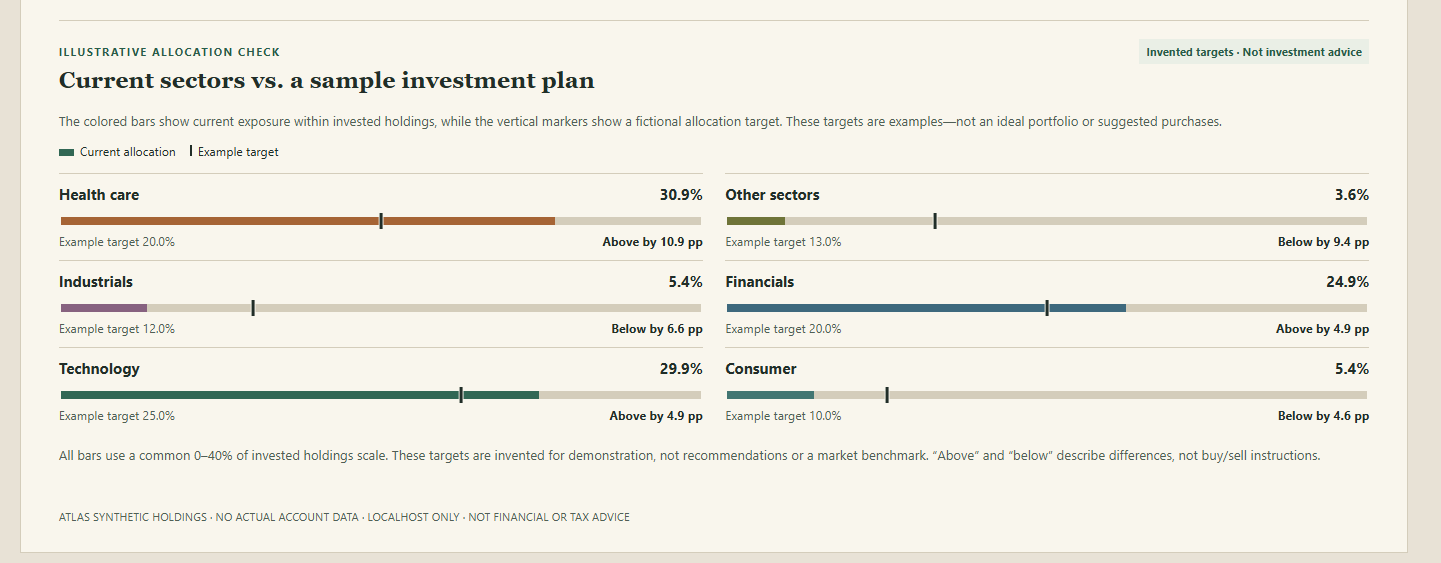 ILLUSTRATIVE ALLOCATION CHECK
Invented targets · Not investment advice
Current sectors vs. a sample investment plan
The colored bars show current exposure within invested holdings, while the vertical markers show a fictional allocation target. These targets are examples—not an ideal portfolio or suggested purchases.
Current allocation
Example target
Health care
30.9%
Example target 20.0%
Above by 10.9 pp
Other sectors
3.6%
Example target 13.0%
Below by 9.4 pp
Industrials
5.4%
Example target 12.0%
Below by 6.6 pp
Financials
24.9%
Example target 20.0%
Above by 4.9 pp
Technology
29.9%
Example target 25.0%
Above by 4.9 pp
Consumer
5.4%
Example target 10.0%
Below by 4.6 pp
All bars use a common 0–40% of invested holdings scale. These targets are invented for demonstration, not recommendations or a market benchmark. “Above” and “below” describe differences, not buy/sell instructions.
ATLAS SYNTHETIC HOLDINGS · NO ACTUAL ACCOUNT DATA · LOCALHOST ONLY · NOT FINANCIAL OR TAX ADVICE